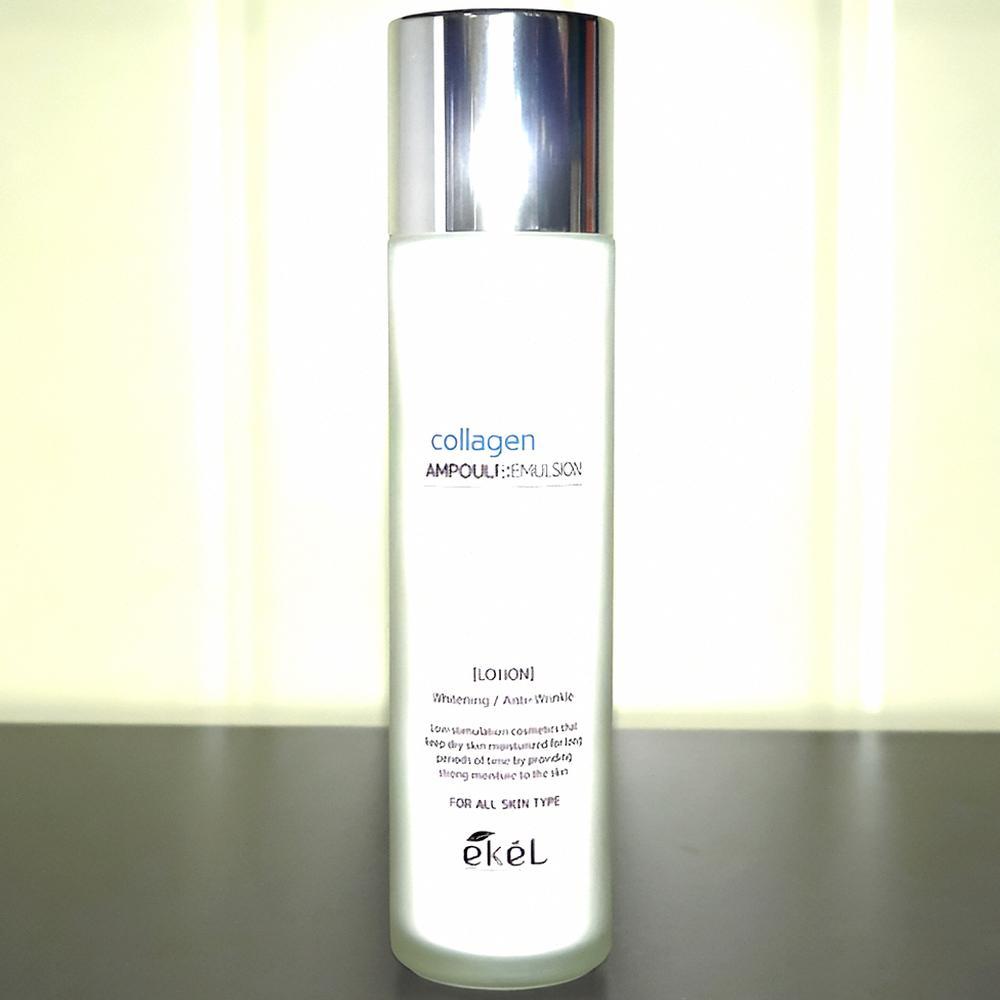 collagen
AMPOULE:EMULSION
[LOTION]
Whitening / Anti-Wrinkle
Low stimulation cosmetics that
keep dry skin moisturized for long
periods of time by providing
strong moisture to the skin
FOR ALL SKIN TYPE
ekéL